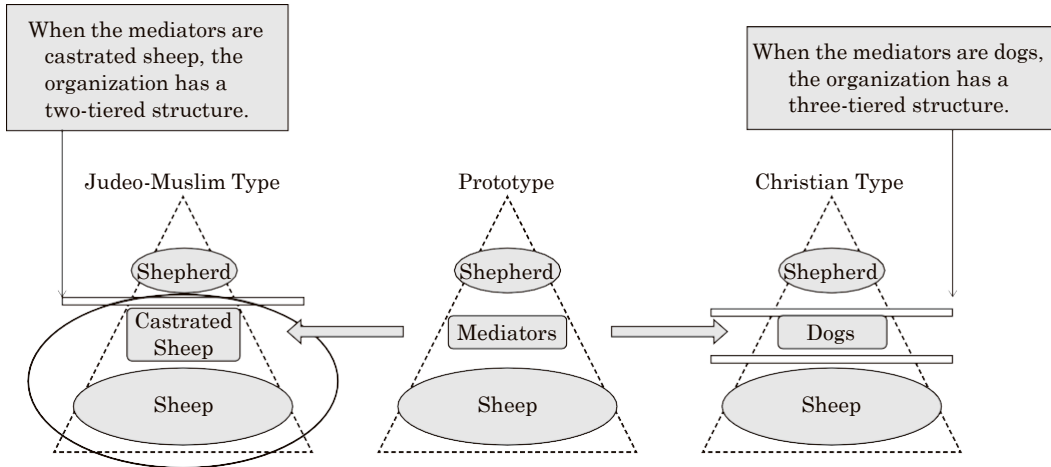 When the mediators are
castrated sheep, the
organization has a
two-tiered structure.
When the mediators are dogs,
the organization has a
three-tiered structure.
Judeo-Muslim Type
Prototype
Christian Type
Shepherd
Shepherd
Shepherd
Castrated
Sheep
Mediators
Dogs
Sheep
Sheep
Sheep